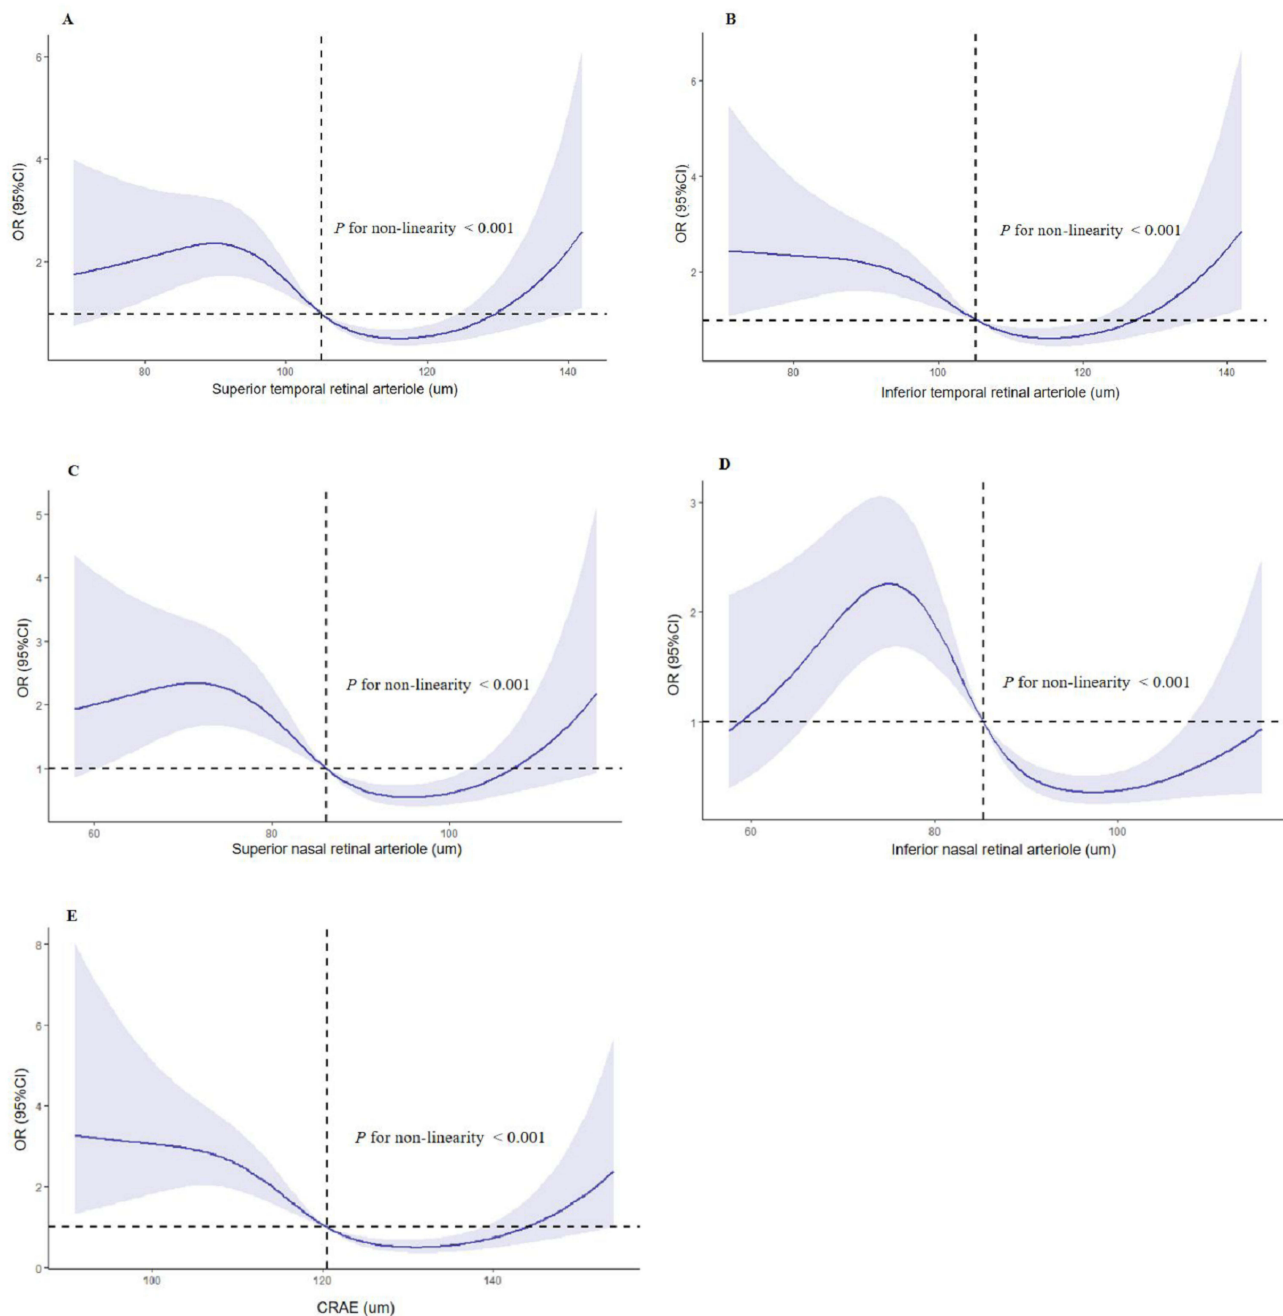 A
6
4
2
OR (95%CI)
P for non-linearity < 0.001
80
100
120
140
Superior temporal retinal arteriole (um)
B
6
4
2
OR (95%CI)
P for non-linearity < 0.001
80
100
120
140
Inferior temporal retinal arteriole (um)
C
5
4
3
2
1
OR (95%CI)
P for non-linearity < 0.001
60
80
100
Superior nasal retinal arteriole (um)
D
3
2
1
OR (95%CI)
P for non-linearity < 0.001
60
80
100
Inferior nasal retinal arteriole (um)
E
8
6
4
2
0
OR (95%CI)
P for non-linearity < 0.001
100
120
140
CRAE (um)